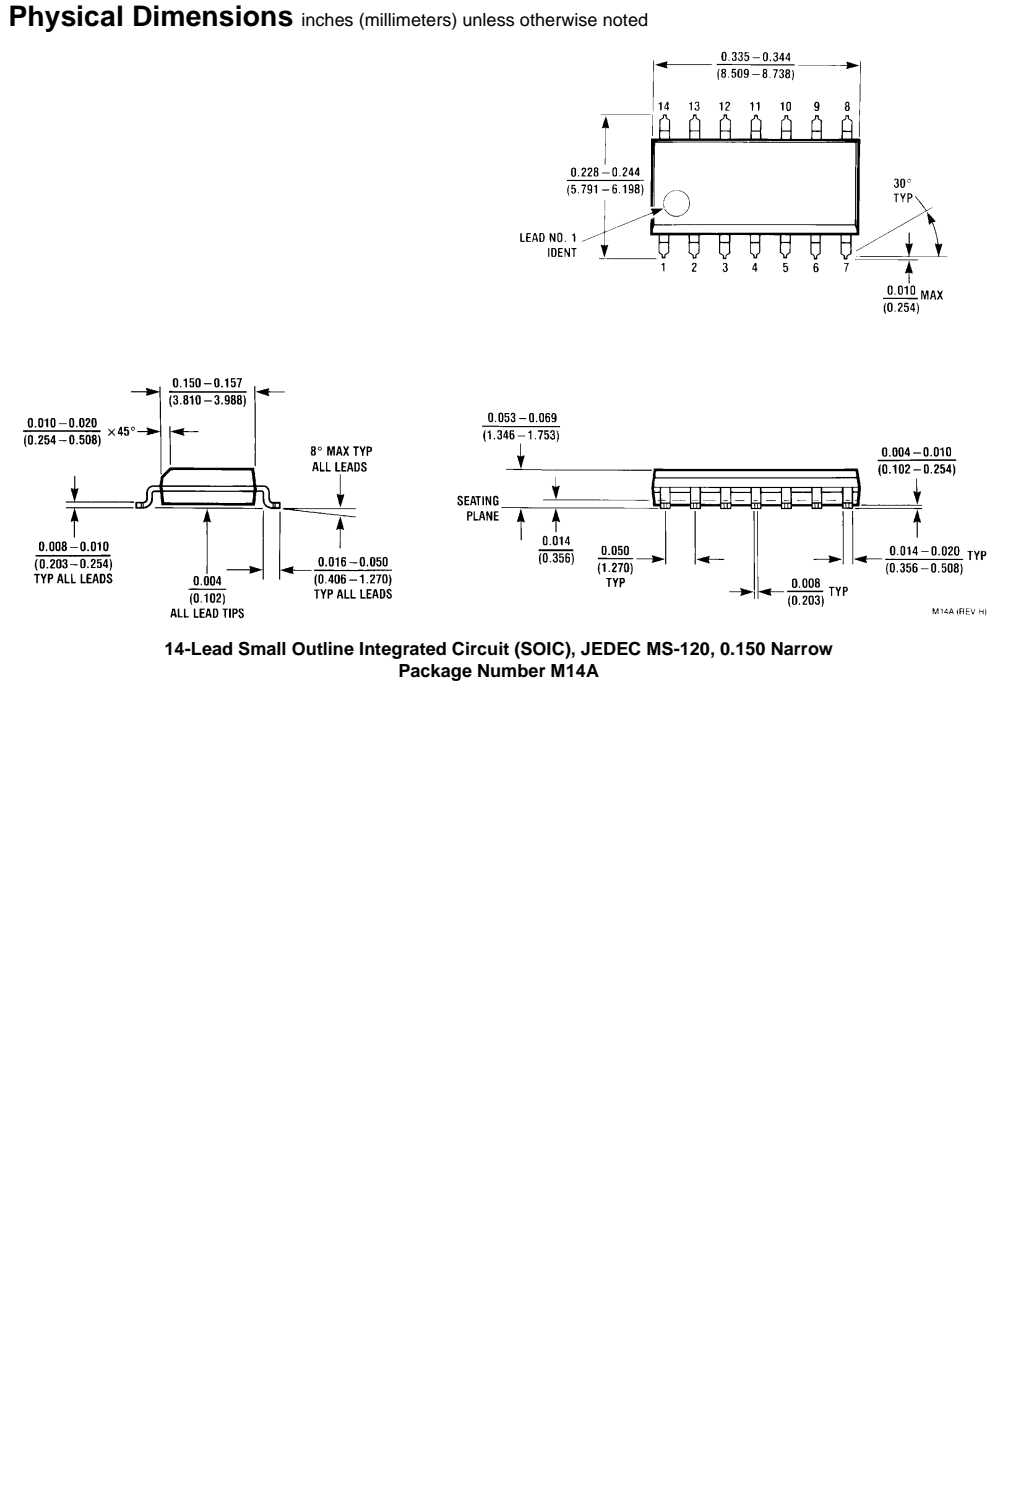 Physical Dimensions inches (millimeters) unless otherwise noted
0.335 – 0.344
(8.509 – 8.738)
14 13 12 11 10 9 8
0.228 – 0.244
(5.791 – 6.198)
30°
TYP
LEAD NO. 1
IDENT
1 2 3 4 5 6 7
0.010 MAX
(0.254)
0.150 – 0.157
(3.810 – 3.988)
0.010 – 0.020
(0.254 – 0.508) ×45°
8° MAX TYP
ALL LEADS
0.008 – 0.010
(0.203 – 0.254)
TYP ALL LEADS
0.004
(0.102)
ALL LEAD TIPS
0.016 – 0.050
(0.406 – 1.270)
TYP ALL LEADS
0.053 – 0.069
(1.346 – 1.753)
0.004 – 0.010
(0.102 – 0.254)
SEATING
PLANE
0.014
(0.356)
0.050
(1.270)
TYP
0.014 – 0.020 TYP
(0.356 – 0.508)
0.008 TYP
(0.203)
M14A (REV H)
14-Lead Small Outline Integrated Circuit (SOIC), JEDEC MS-120, 0.150 Narrow
Package Number M14A